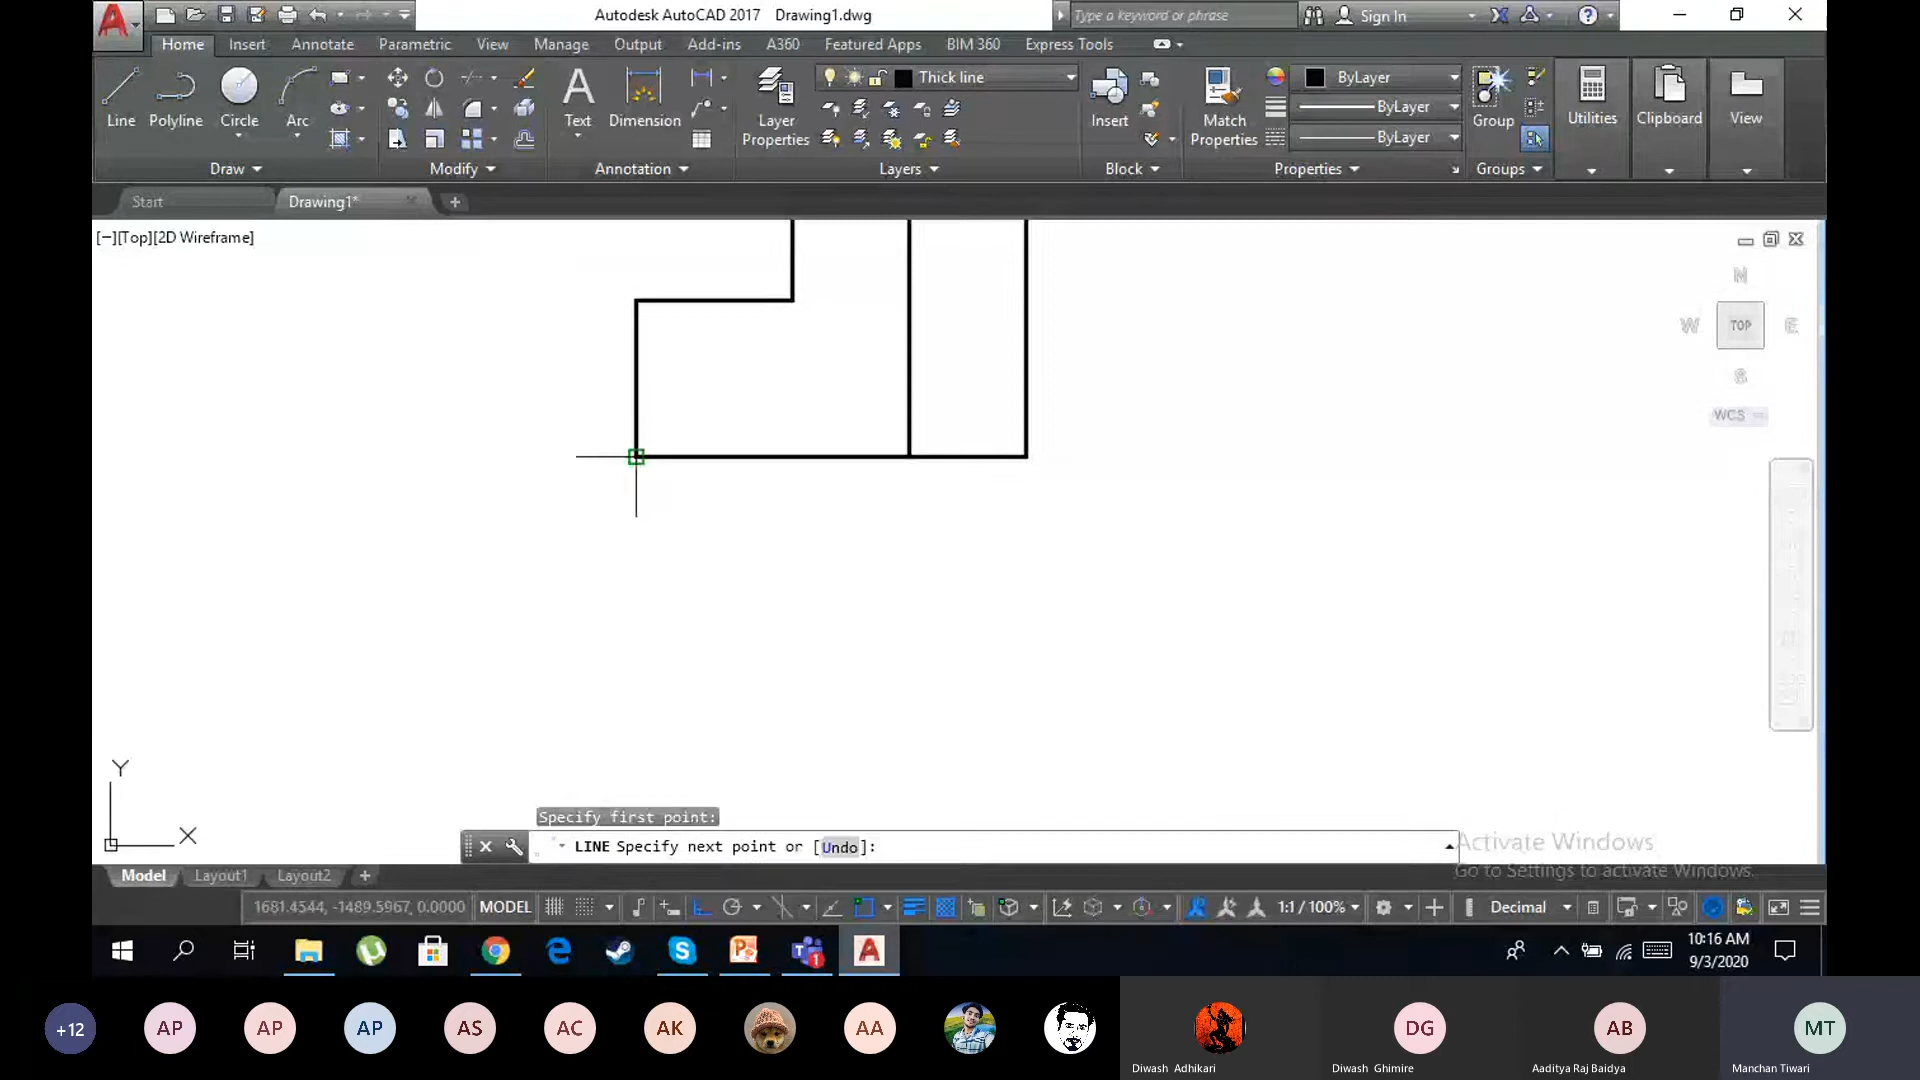 Autodesk AutoCAD 2017 Drawing1.dwg
Type a keyword or phrase
Sign In
Home Insert Annotate Parametric View Manage Output Add-ins A360 Featured Apps BIM 360 Express Tools
Thick line
ByLayer
Line Polyline Circle Arc
Text Dimension
Layer Properties
Insert
Match Properties
ByLayer
ByLayer
Group
Utilities Clipboard View
Draw Modify Annotation Layers Block Properties Groups
Start Drawing1* +
[−][Top][2D Wireframe]
N
W TOP E
S
WCS
Y
X
Specify first point:
LINE Specify next point or [Undo]:
Activate Windows
Go to Settings to activate Windows.
Model Layout1 Layout2 +
1681.4544, -1489.5967, 0.0000 MODEL 1:1 / 100% Decimal
10:16 AM
9/3/2020
+12 AP AP AP AS AC AK AA DG AB MT
Diwash Adhikari Diwash Ghimire Aaditya Raj Baidya Manchan Tiwari